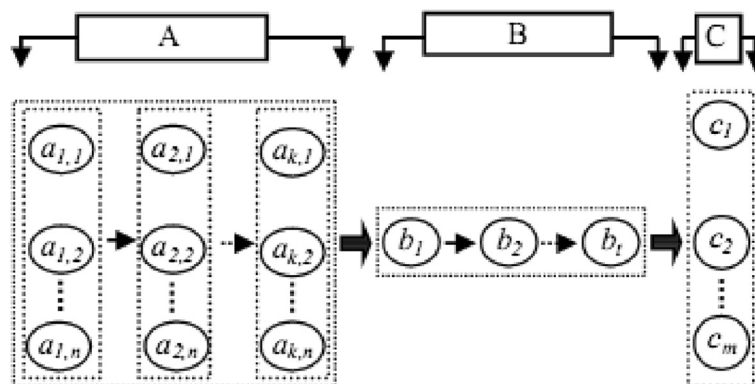 A B C
a1,1 a2,1 ak,1 c1
a1,2 a2,2 ak,2 b1 b2 bt c2
a1,n a2,n ak,n cm